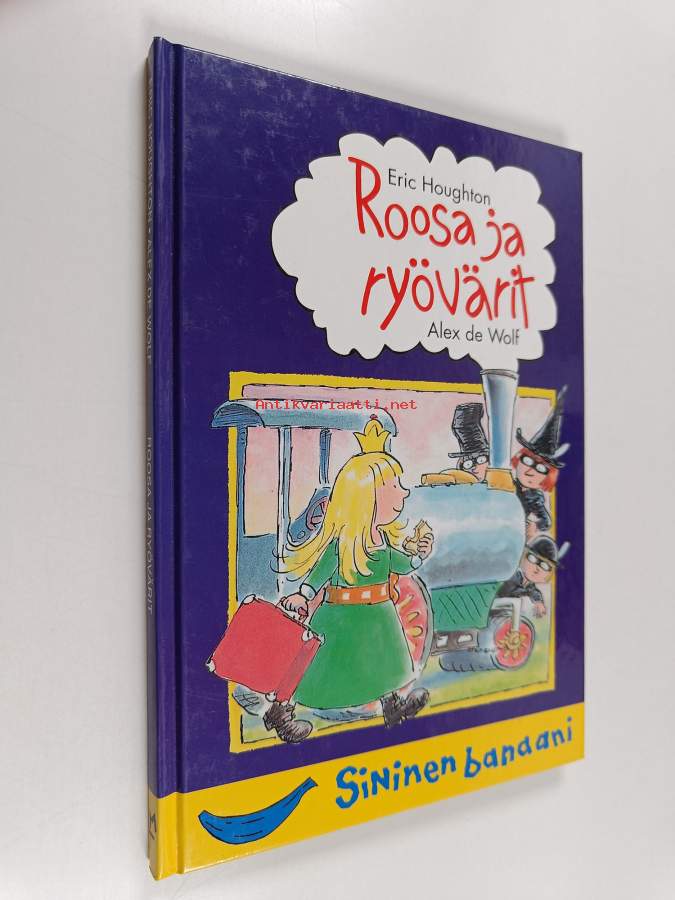 Eric Houghton
Roosa ja
ryövärit
Alex de Wolf
Antikvariaatti.net
Sininen banaani
ERIC HOUGHTON • ALEX DE WOLF ROOSA JA RYÖVÄRIT